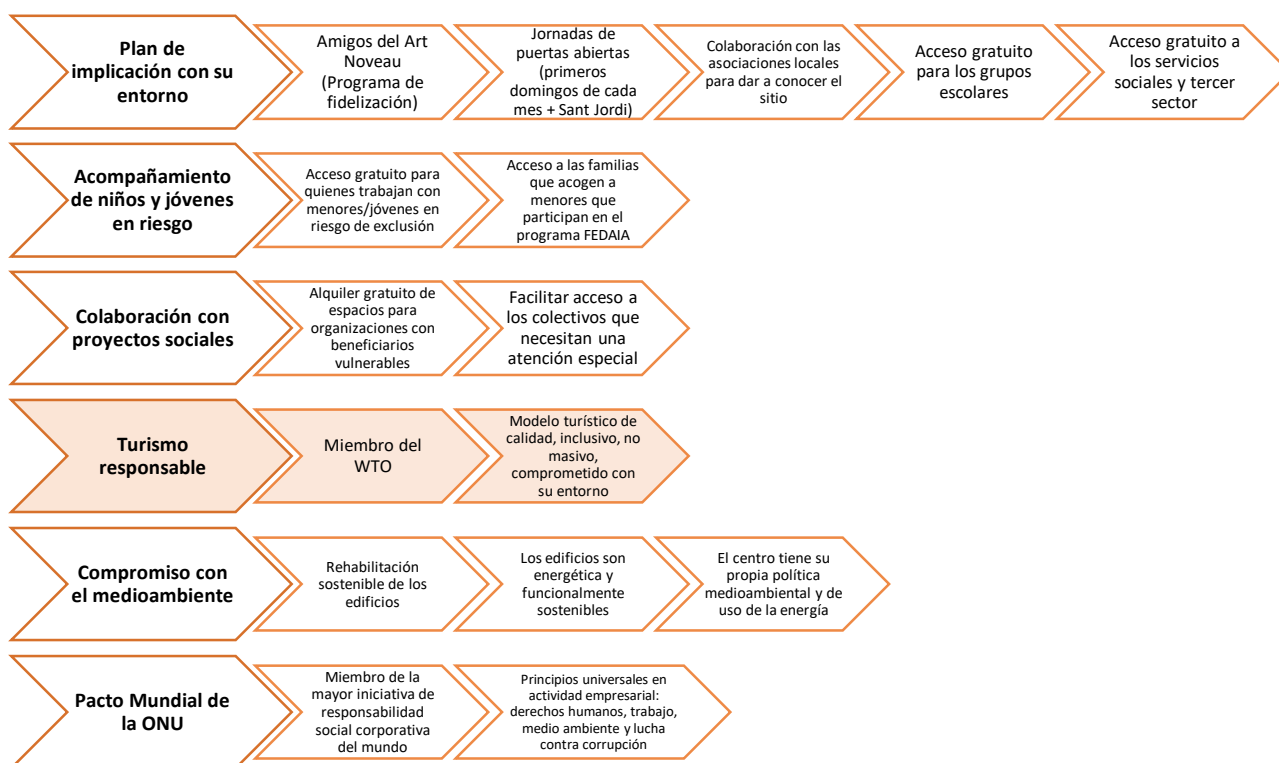 Plan de
implicación con su
entorno
Amigos del Art
Noveau
(Programa de
fidelización)
Jornadas de
puertas abiertas
(primeros
domingos de cada
mes + Sant Jordi)
Colaboración con las
asociaciones locales
para dar a conocer el
sitio
Acceso gratuito
para los grupos
escolares
Acceso gratuito a
los servicios
sociales y tercer
sector
Acompañamiento
de niños y jóvenes
en riesgo
Acceso gratuito para
quienes trabajan con
menores/jóvenes en
riesgo de exclusión
Acceso a las familias
que acogen a
menores que
participan en el
programa FEDAIA
Colaboración con
proyectos sociales
Alquiler gratuito de
espacios para
organizaciones con
beneficiarios
vulnerables
Facilitar acceso a
los colectivos que
necesitan una
atención especial
Turismo
responsable
Miembro del
WTO
Modelo turístico de
calidad, inclusivo, no
masivo,
comprometido con
su entorno
Compromiso con
el medioambiente
Rehabilitación
sostenible de los
edificios
Los edificios son
energética y
funcionalmente
sostenibles
El centro tiene su
propia política
medioambiental y de
uso de la energía
Pacto Mundial de
la ONU
Miembro de la
mayor iniciativa de
responsabilidad
social corporativa
del mundo
Principios universales en
actividad empresarial:
derechos humanos, trabajo,
medio ambiente y lucha
contra corrupción